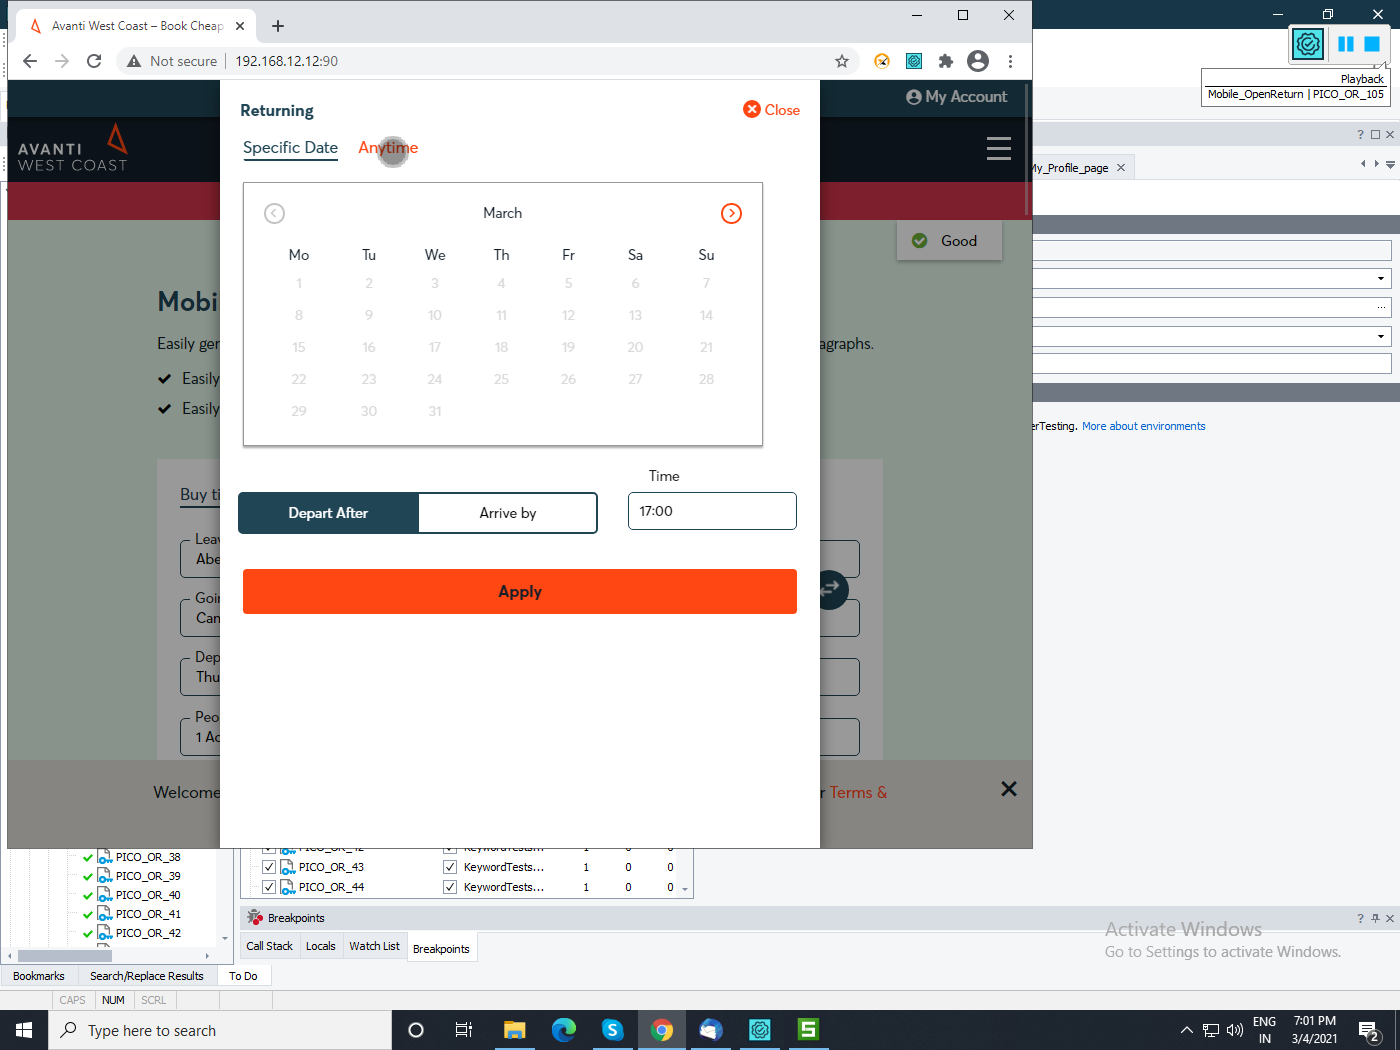 Avanti West Coast – Book Cheap
Not secure | 192.168.12.12:90
Playback
Mobile_OpenReturn | PICO_OR_105
My Account
AVANTI
WEST COAST
Returning
Close
Specific Date Anytime
March
Mo Tu We Th Fr Sa Su
1 2 3 4 5 6 7
8 9 10 11 12 13 14
15 16 17 18 19 20 21
22 23 24 25 26 27 28
29 30 31
Time
Depart After Arrive by 17:00
Apply
Good
Mobi
Easily ger
agraphs.
Easily
Easily
Buy ti
Leav
Abe
Goi
Can
Dep
Thu
Peo
1 Ad
Welcome
r Terms &
My_Profile_page
erTesting. More about environments
PICO_OR_38
PICO_OR_39
PICO_OR_40
PICO_OR_41
PICO_OR_42
PICO_OR_43 KeywordTests... 1 0 0
PICO_OR_44 KeywordTests... 1 0 0
Breakpoints
Call Stack Locals Watch List Breakpoints
Bookmarks Search/Replace Results To Do
CAPS NUM SCRL
Activate Windows
Go to Settings to activate Windows.
Type here to search
ENG
IN
7:01 PM
3/4/2021
2